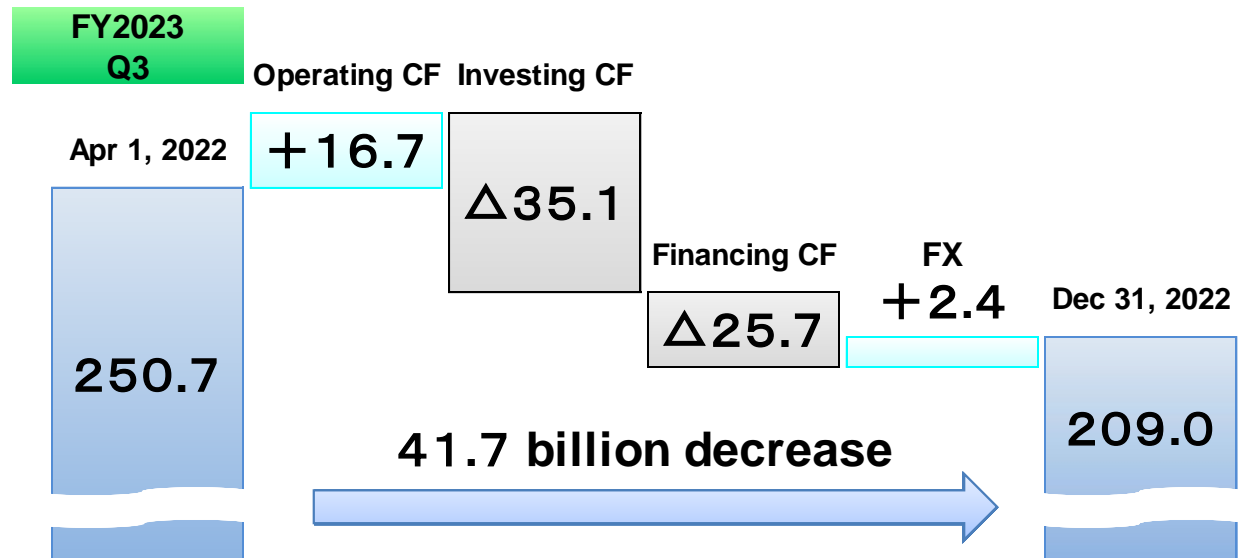 FY2023
Q3
Operating CF
Investing CF
Apr 1, 2022
＋16.7
△35.1
Financing CF
FX
＋2.4
Dec 31, 2022
△25.7
250.7
209.0
41.7 billion decrease